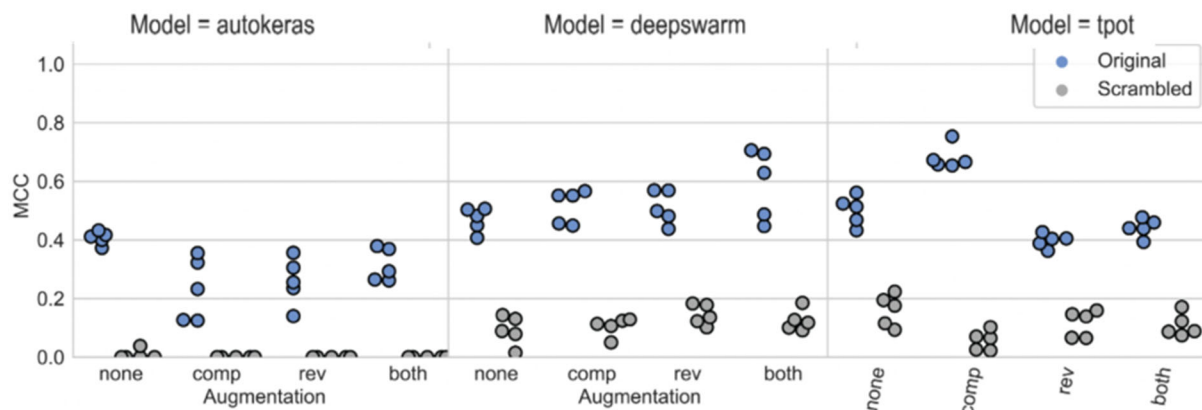 Model = autokeras
Model = deepswarm
Model = tpot
Original
Scrambled
MCC
1.0
0.8
0.6
0.4
0.2
0.0
none comp rev both
Augmentation
none comp rev both
Augmentation
none comp rev both